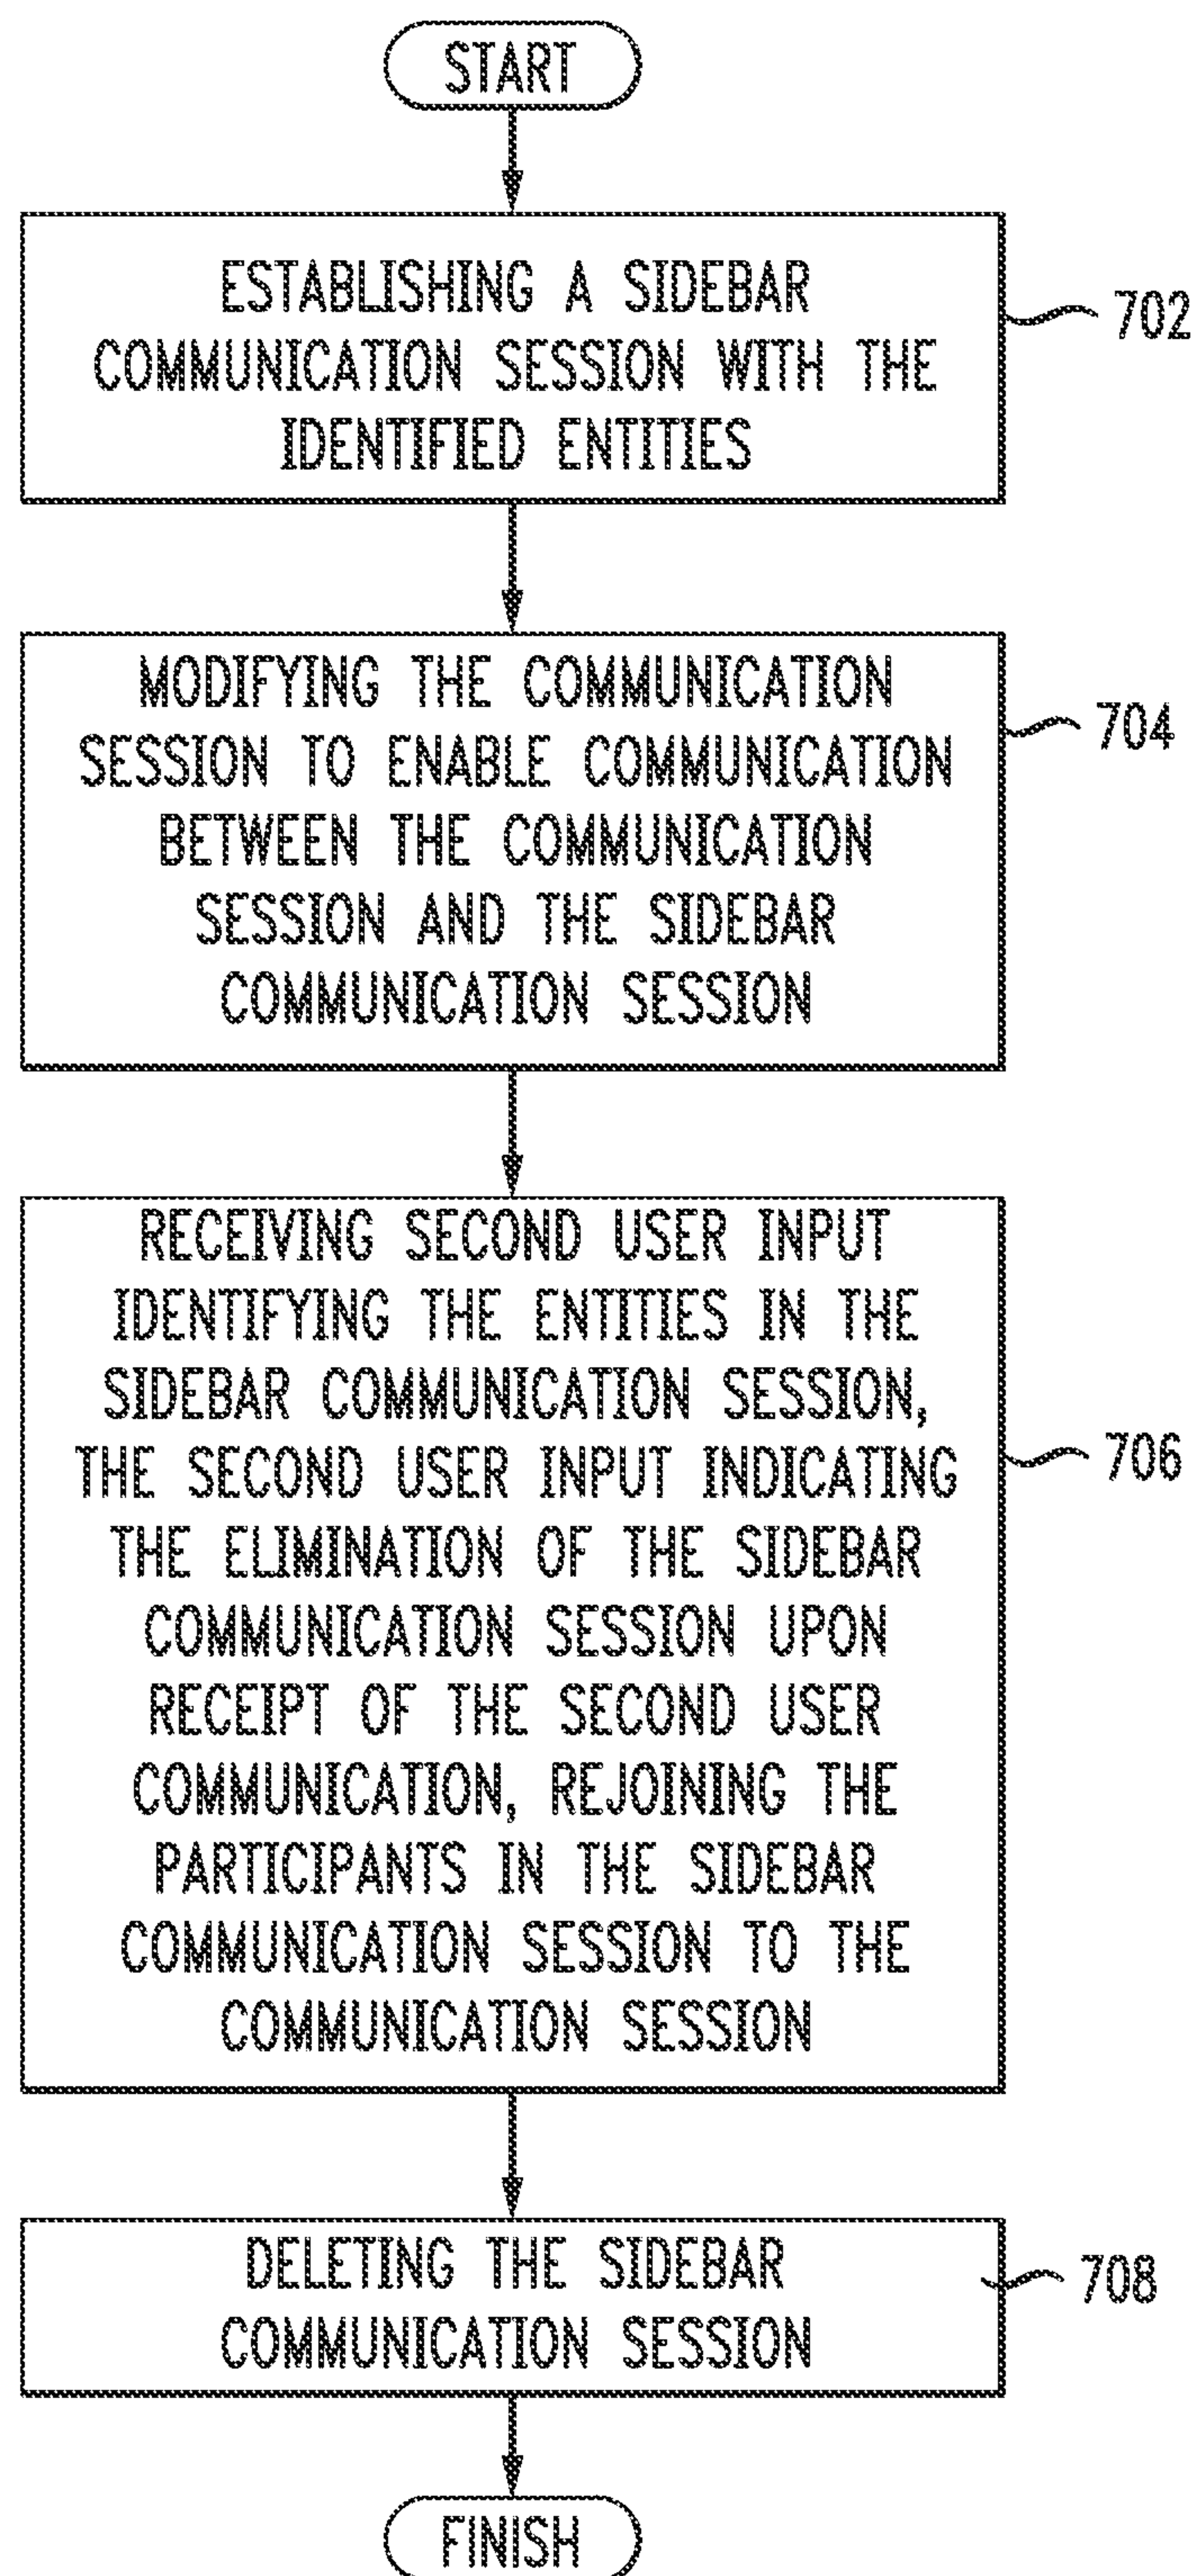 START
ESTABLISHING A SIDEBAR
COMMUNICATION SESSION WITH THE
IDENTIFIED ENTITIES
702
MODIFYING THE COMMUNICATION
SESSION TO ENABLE COMMUNICATION
BETWEEN THE COMMUNICATION
SESSION AND THE SIDEBAR
COMMUNICATION SESSION
704
RECEIVING SECOND USER INPUT
IDENTIFYING THE ENTITIES IN THE
SIDEBAR COMMUNICATION SESSION,
THE SECOND USER INPUT INDICATING
THE ELIMINATION OF THE SIDEBAR
COMMUNICATION SESSION UPON
RECEIPT OF THE SECOND USER
COMMUNICATION, REJOINING THE
PARTICIPANTS IN THE SIDEBAR
COMMUNICATION SESSION TO THE
COMMUNICATION SESSION
706
DELETING THE SIDEBAR
COMMUNICATION SESSION
708
FINISH